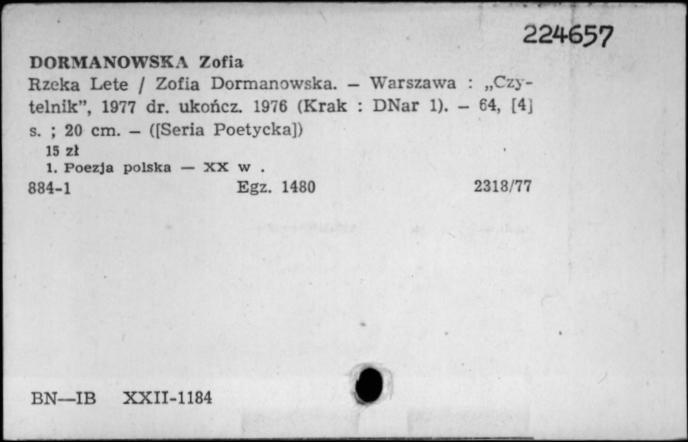 224657
DORMANOWSKA Zofia
Rzeka Lete / Zofia Dormanowska. — Warszawa : „Czy-
telnik”, 1977 dr. ukończ. 1976 (Krak : DNar 1). — 64, [4]
s. ; 20 cm. — ([Seria Poetycka])
15 zł
1. Poezja polska — XX w .
884-1 Egz. 1480 2318/77
BN—IB XXII-1184